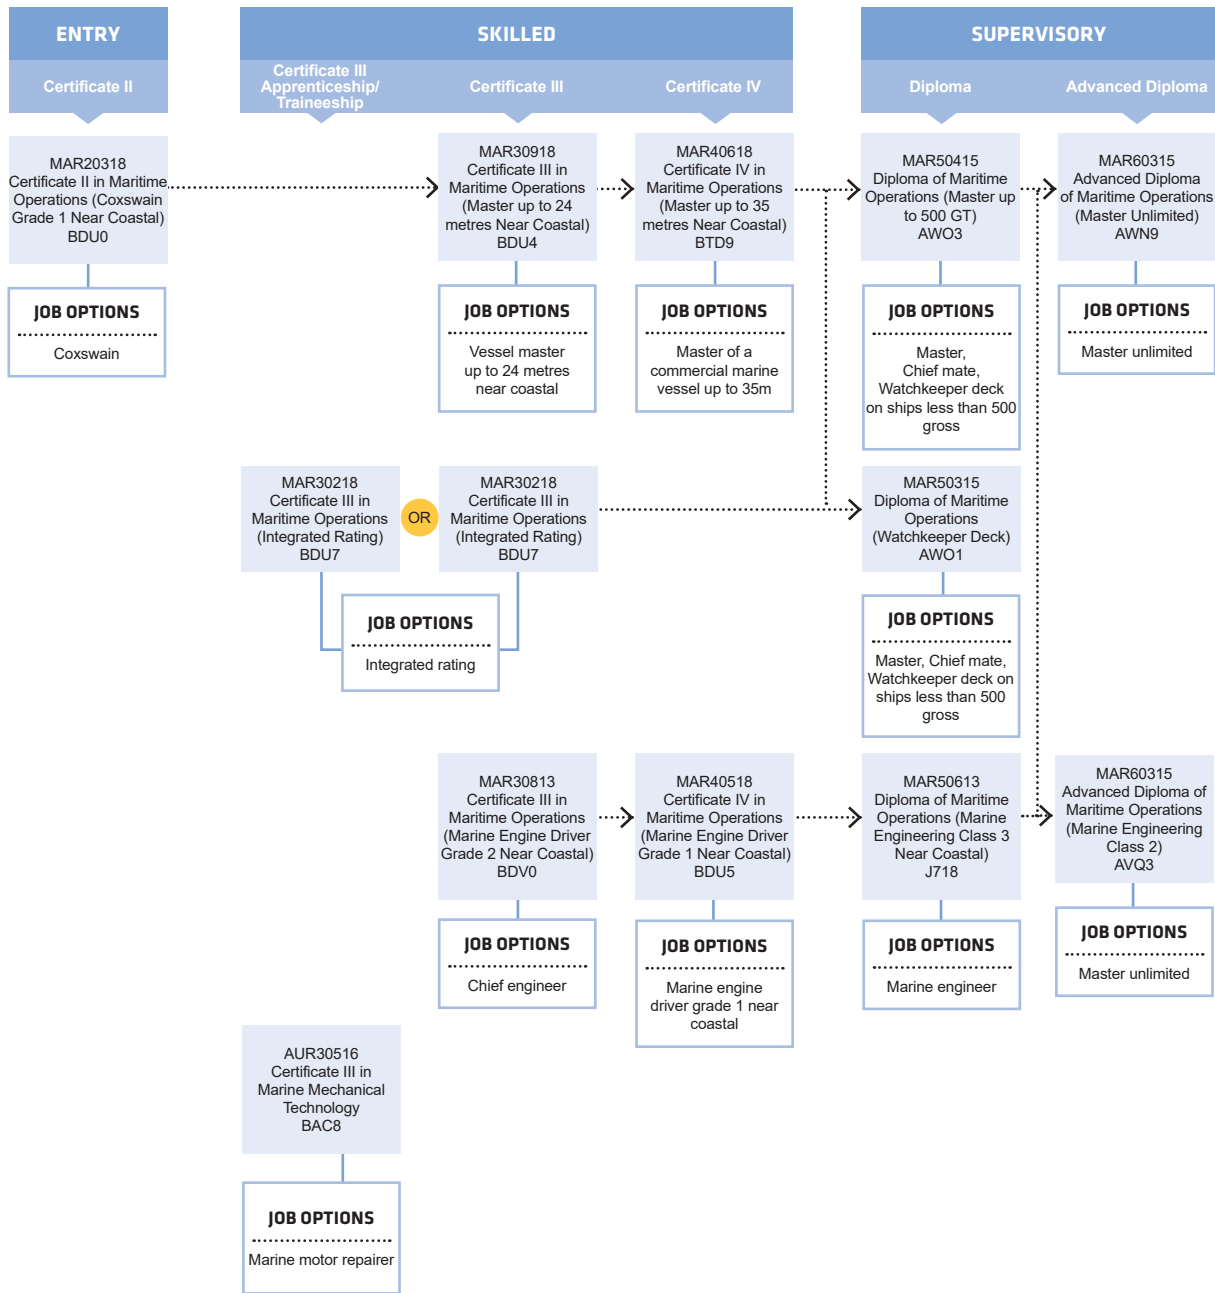 ENTRY
SKILLED
SUPERVISORY
Certificate II
Certificate III
Apprenticeship/
Traineeship
Certificate III
Certificate IV
Diploma
Advanced Diploma
MAR20318
Certificate II in Maritime
Operations (Coxswain
Grade 1 Near Coastal)
BDU0
MAR30918
Certificate III in
Maritime Operations
(Master up to 24
metres Near Coastal)
BDU4
MAR40618
Certificate IV in
Maritime Operations
(Master up to 35
metres Near Coastal)
BTD9
MAR50415
Diploma of Maritime
Operations (Master up
to 500 GT)
AWO3
MAR60315
Advanced Diploma
of Maritime Operations
(Master Unlimited)
AWN9
JOB OPTIONS
Coxswain
JOB OPTIONS
Vessel master
up to 24 metres
near coastal
JOB OPTIONS
Master of a
commercial marine
vessel up to 35m
JOB OPTIONS
Master,
Chief mate,
Watchkeeper deck
on ships less than 500
gross
JOB OPTIONS
Master unlimited
MAR30218
Certificate III in
Maritime Operations
(Integrated Rating)
BDU7
OR
MAR30218
Certificate III in
Maritime Operations
(Integrated Rating)
BDU7
MAR50315
Diploma of Maritime
Operations
(Watchkeeper Deck)
AWO1
JOB OPTIONS
Integrated rating
JOB OPTIONS
Master, Chief mate,
Watchkeeper deck on
ships less than 500
gross
MAR30813
Certificate III in
Maritime Operations
(Marine Engine Driver
Grade 2 Near Coastal)
BDV0
MAR40518
Certificate IV in
Maritime Operations
(Marine Engine Driver
Grade 1 Near Coastal)
BDU5
MAR50613
Diploma of Maritime
Operations (Marine
Engineering Class 3
Near Coastal)
J718
MAR60315
Advanced Diploma of
Maritime Operations
(Marine Engineering
Class 2)
AVQ3
JOB OPTIONS
Chief engineer
JOB OPTIONS
Marine engine
driver grade 1 near
coastal
JOB OPTIONS
Marine engineer
JOB OPTIONS
Master unlimited
AUR30516
Certificate III in
Marine Mechanical
Technology
BAC8
JOB OPTIONS
Marine motor repairer